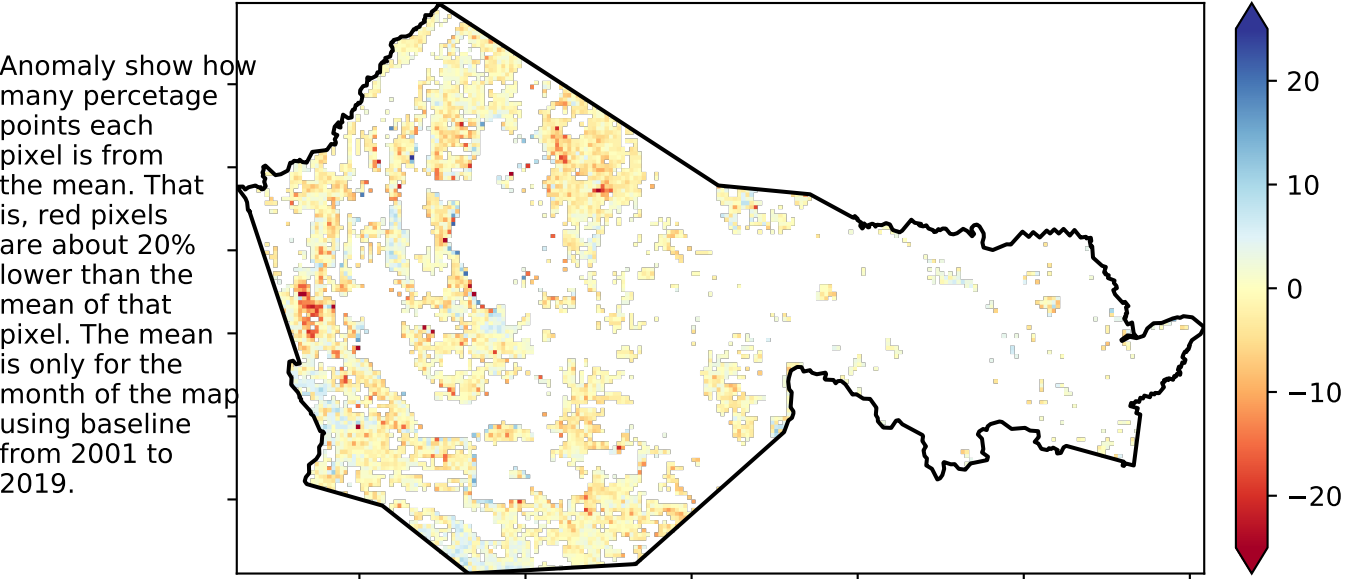 Anomaly show how
many percetage
points each
pixel is from
the mean. That
is, red pixels
are about 20%
lower than the
mean of that
pixel. The mean
is only for the
month of the map
using baseline
from 2001 to
2019.
20
10
0
−10
−20